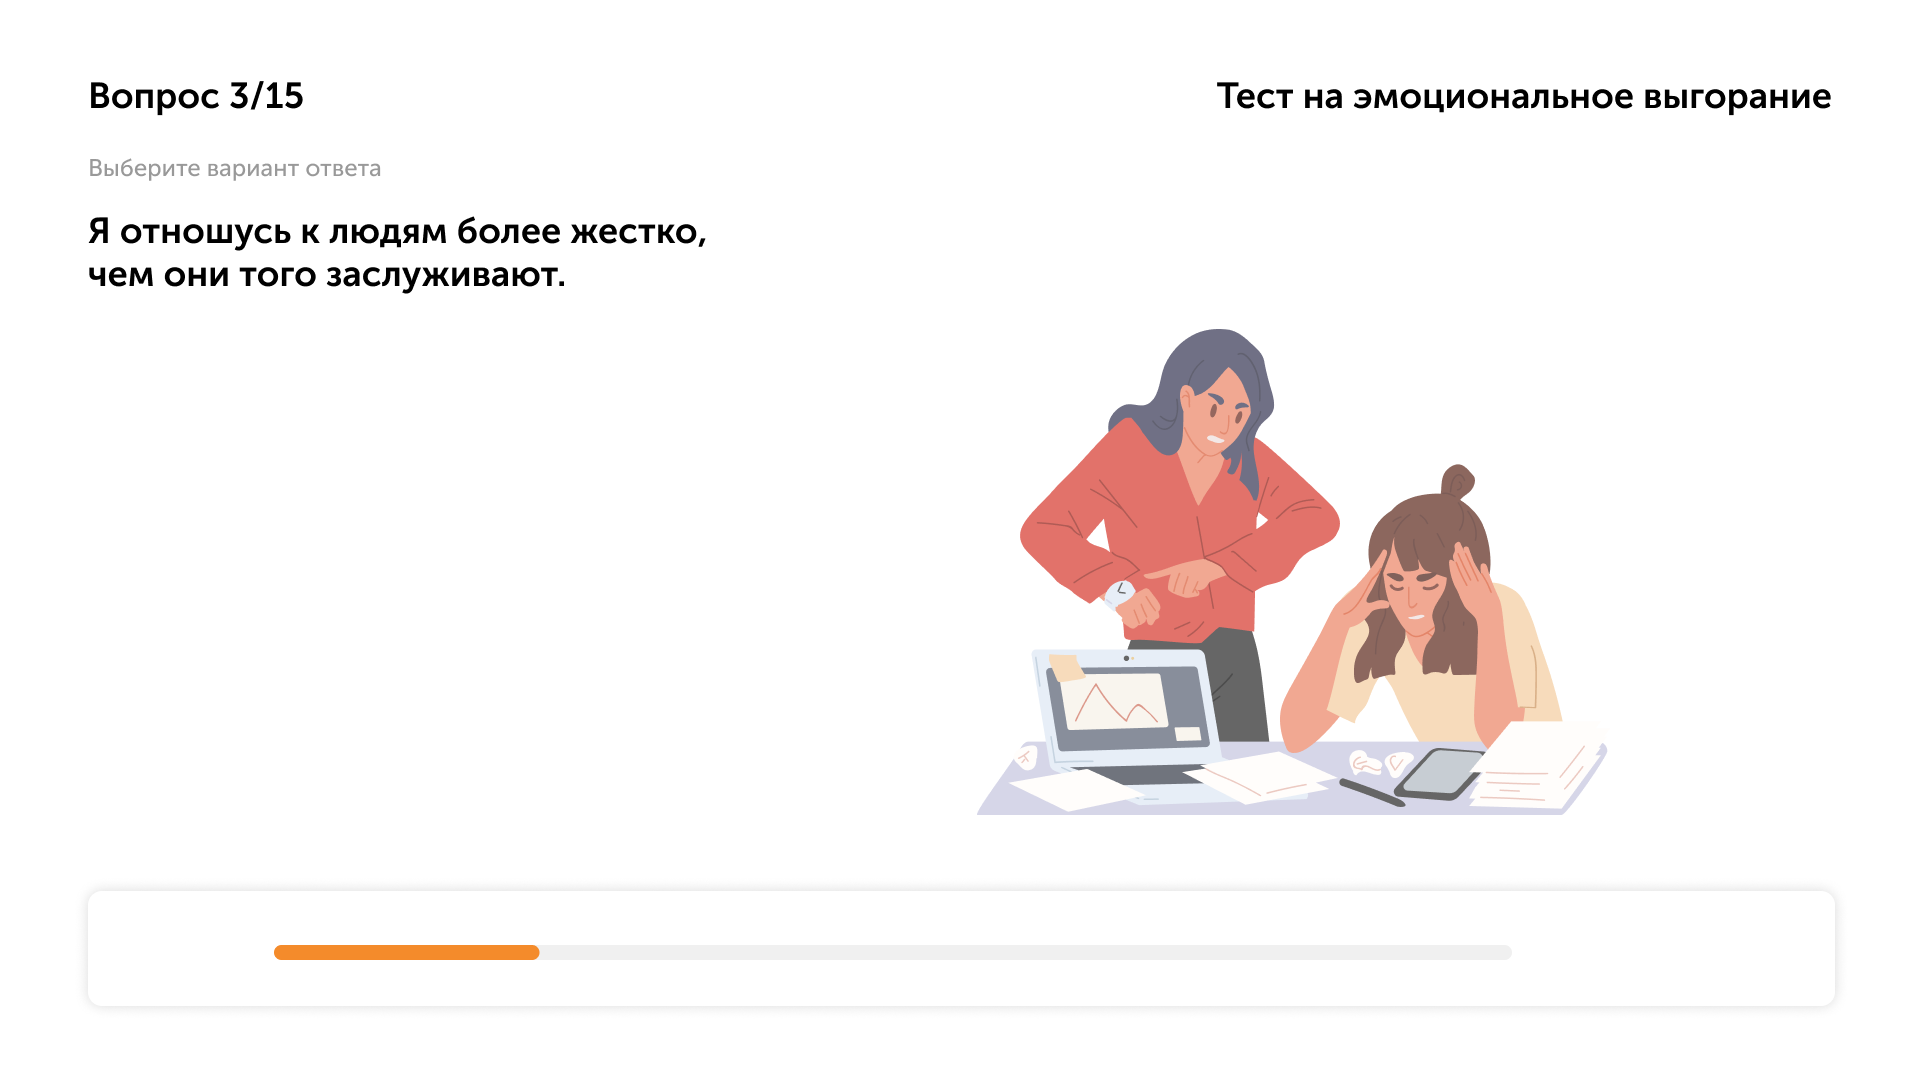 Вопрос 3/15
Тест на эмоциональное выгорание
Выберите вариант ответа
Я отношусь к людям более жестко,
чем они того заслуживают.